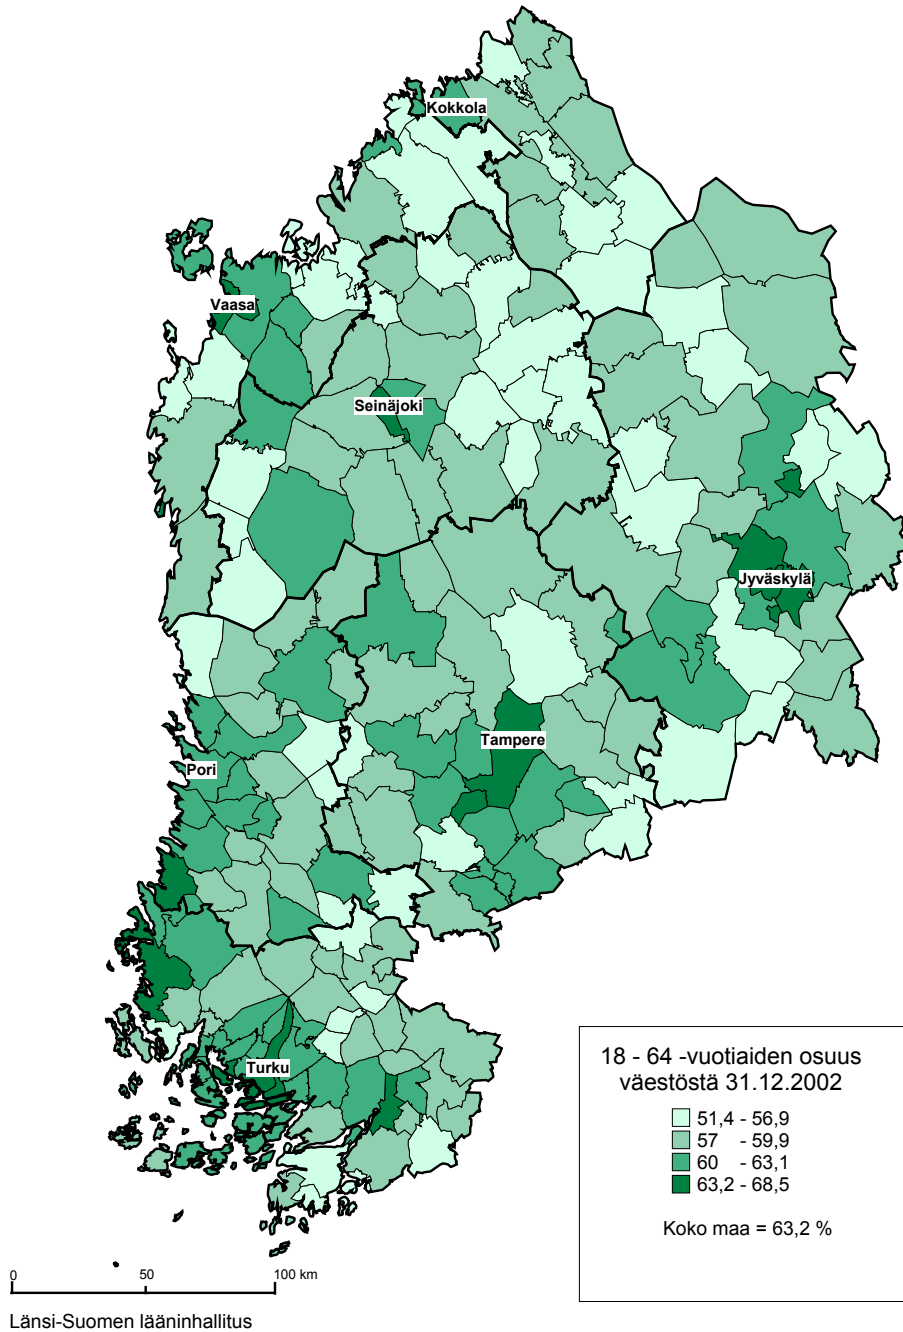 Kokkola
Vaasa
Seinäjoki
Jyväskylä
Tampere
Pori
Turku
18 - 64 -vuotiaiden osuus
väestöstä 31.12.2002
51,4 - 56,9
57 - 59,9
60 - 63,1
63,2 - 68,5
Koko maa = 63,2 %
0 50 100 km
Länsi-Suomen lääninhallitus